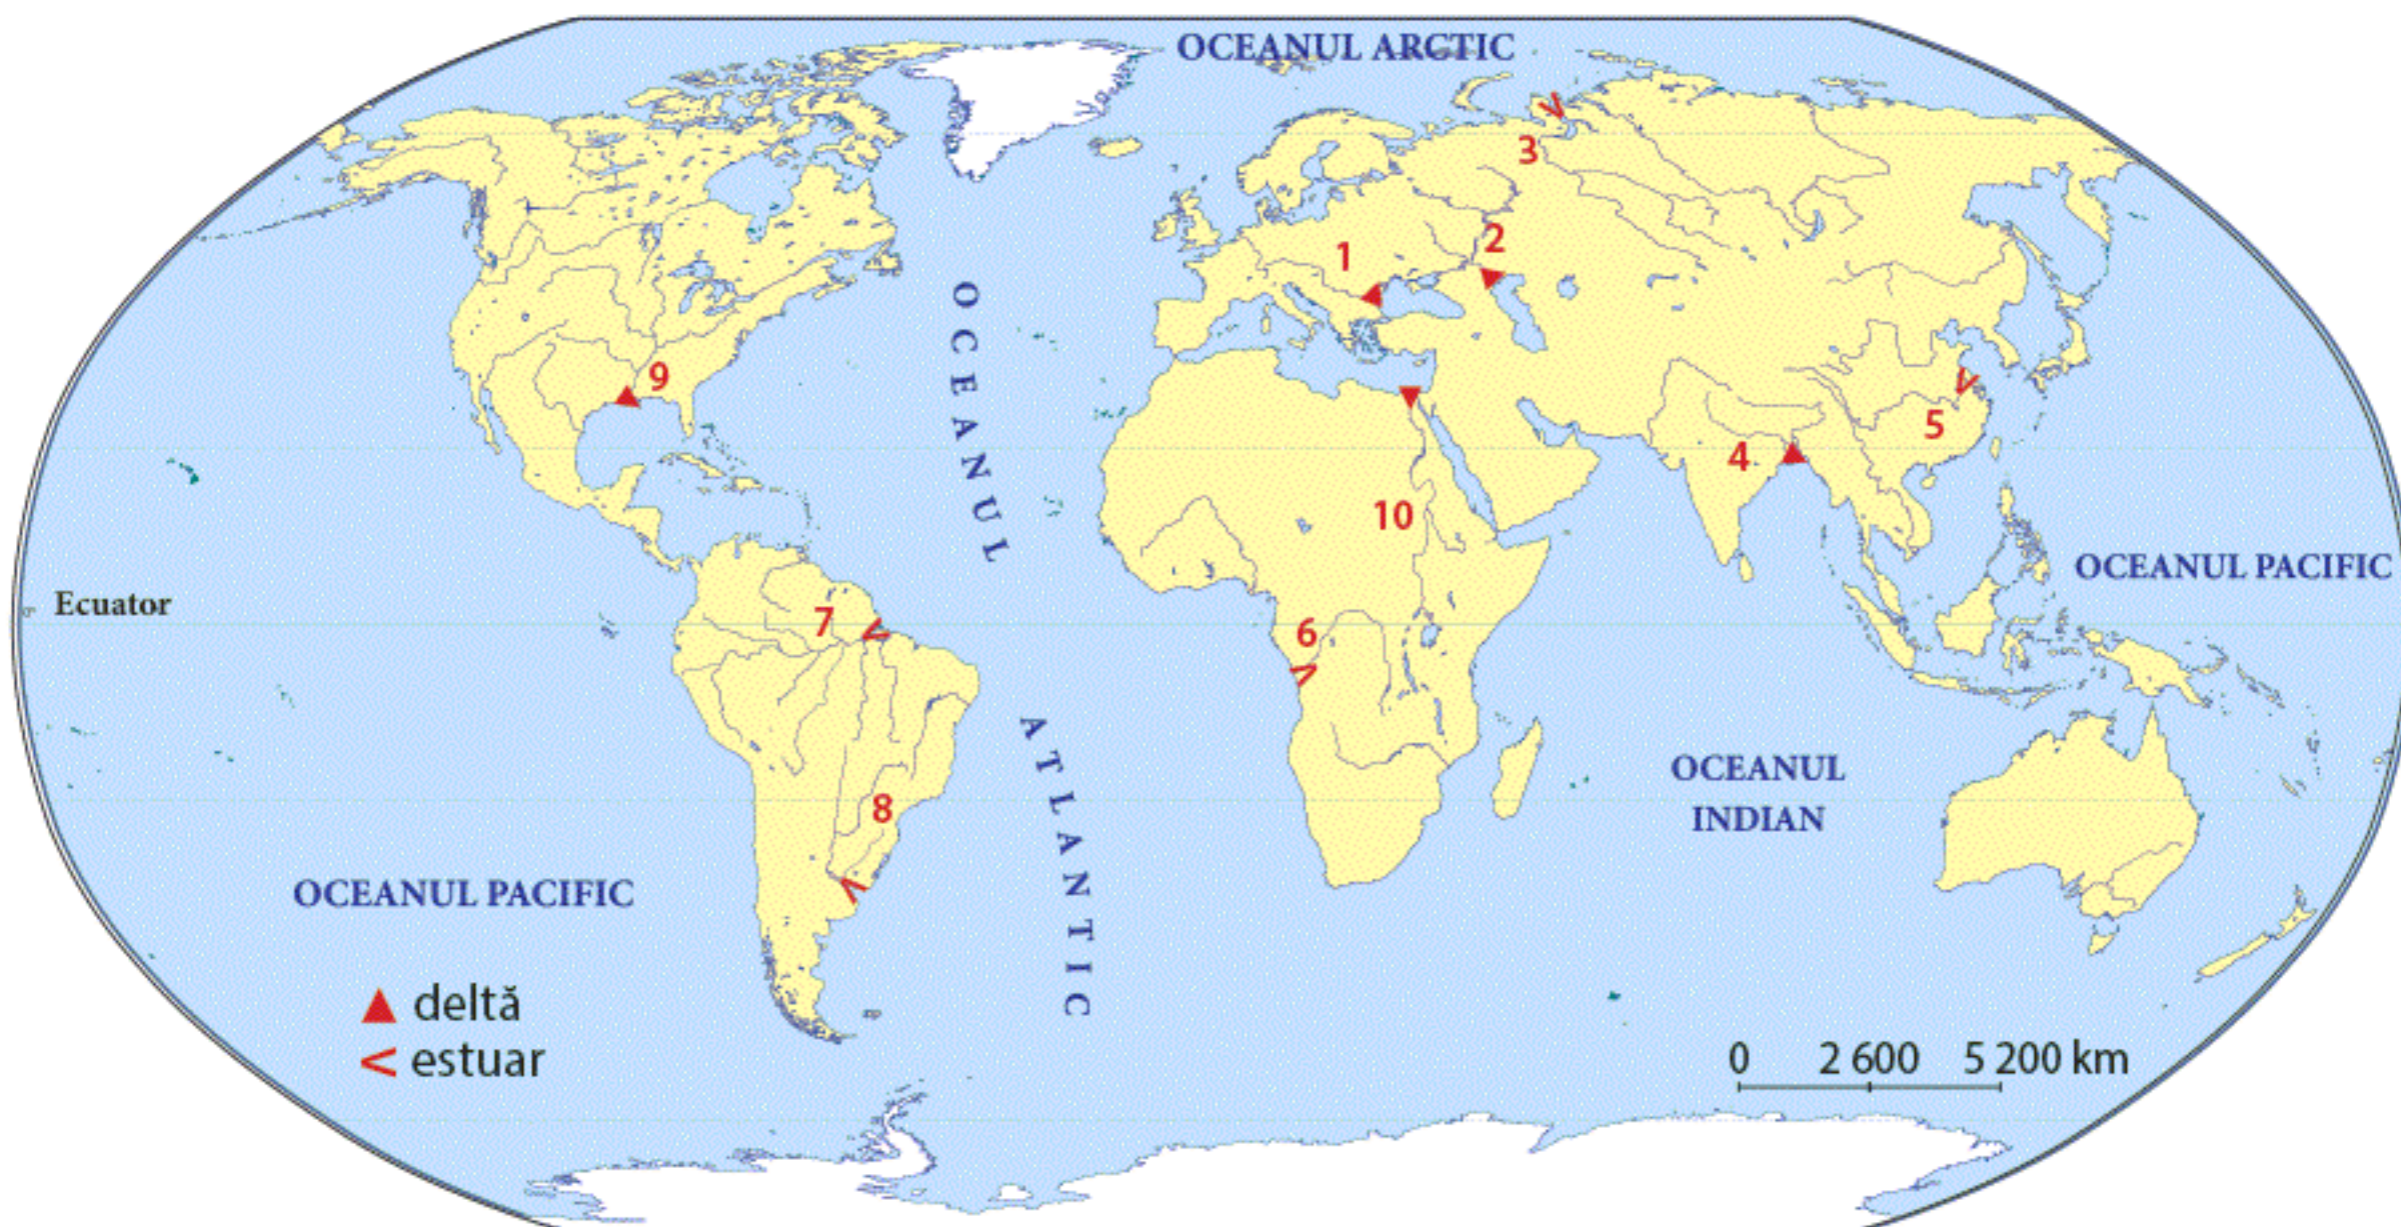 OCEANUL ARCTIC
3
1
2
9
OCEANUL
5
4
10
OCEANUL PACIFIC
Ecuator
7
6
ATLANTIC
OCEANUL
INDIAN
8
OCEANUL PACIFIC
deltă
estuar
0 2 600 5 200 km